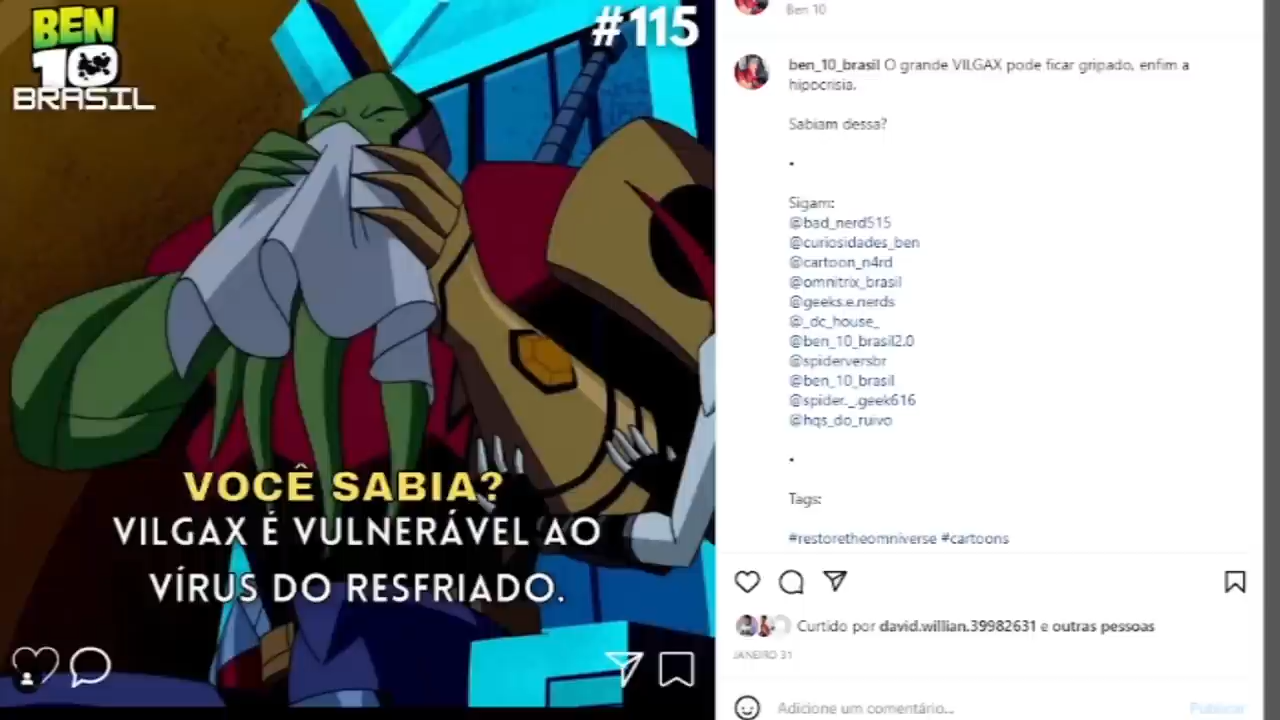 BEN
10
BRASIL
#115
VOCÊ SABIA?
VILGAX É VULNERÁVEL AO
VÍRUS DO RESFRIADO.
Ben 10
ben_10_brasil O grande VILGAX pode ficar gripado, enfim a
hipocrisia.
Sabiam dessa?
•
Sigam:
@bad_nerd515
@curiosidades_ben
@cartoon_n4rd
@omnitrix_brasil
@geeks.e.nerds
@_dc_house_
@ben_10_brasil2.0
@spiderversbr
@ben_10_brasil
@spider._.geek616
@hqs_do_ruivo
•
Tags:
#restoretheomniverse #cartoons
Curtido por david.willian.39982631 e outras pessoas
JANEIRO 31
Adicione um comentário...
Publicar